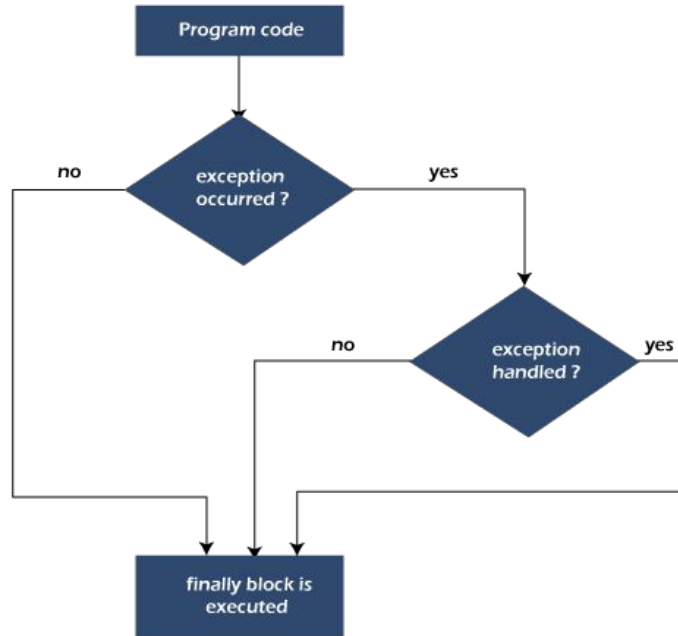 Program code
no
exception
occurred ?
yes
no
exception
handled ?
yes
finally block is
executed